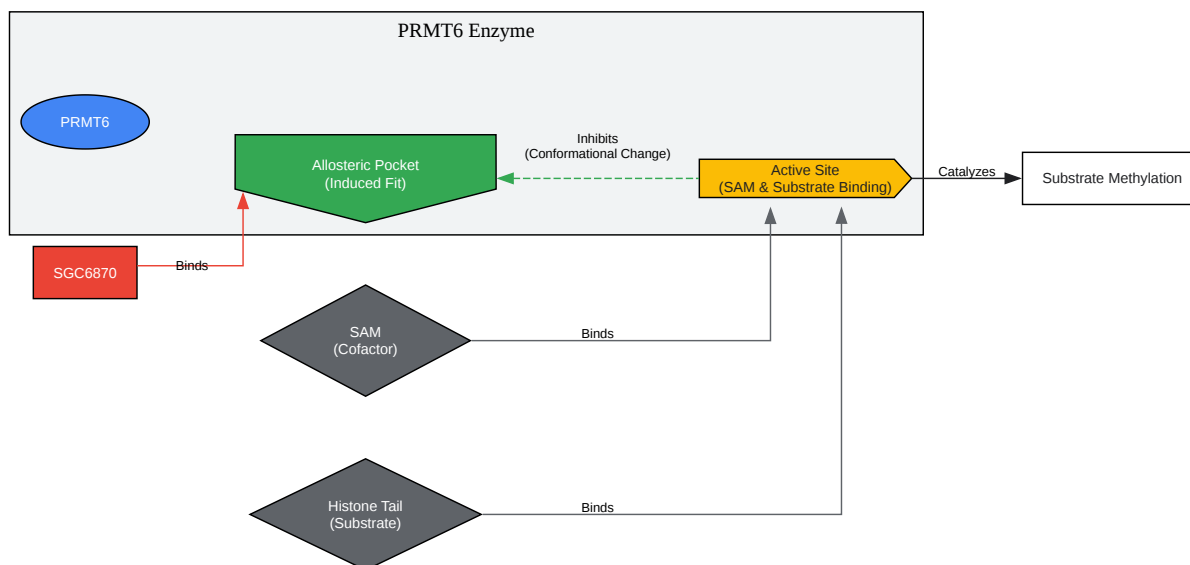 PRMT6 Enzyme
PRMT6
Allosteric Pocket
(Induced Fit)
Inhibits
(Conformational Change)
Active Site
(SAM & Substrate Binding)
Catalyzes
Substrate Methylation
SGC6870
Binds
SAM
(Cofactor)
Binds
Histone Tail
(Substrate)
Binds